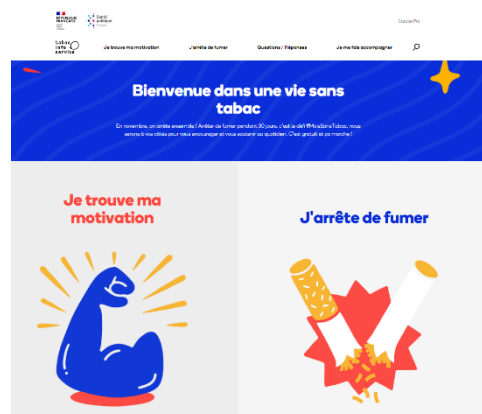 RÉPUBLIQUE
FRANÇAISE
Santé
publique
France
Espace Pro
tabac
info
service
Je trouve ma motivation
J'arrête de fumer
Questions / Réponses
Je me fais accompagner
Bienvenue dans une vie sans
tabac
En novembre, on arrête ensemble ! Arrêter de fumer pendant 30 jours, c'est le défi #MoisSansTabac, nous
serons à vos côtés pour vous encourager et vous soutenir au quotidien. C'est gratuit et ça marche !
Je trouve ma
motivation
J'arrête de fumer